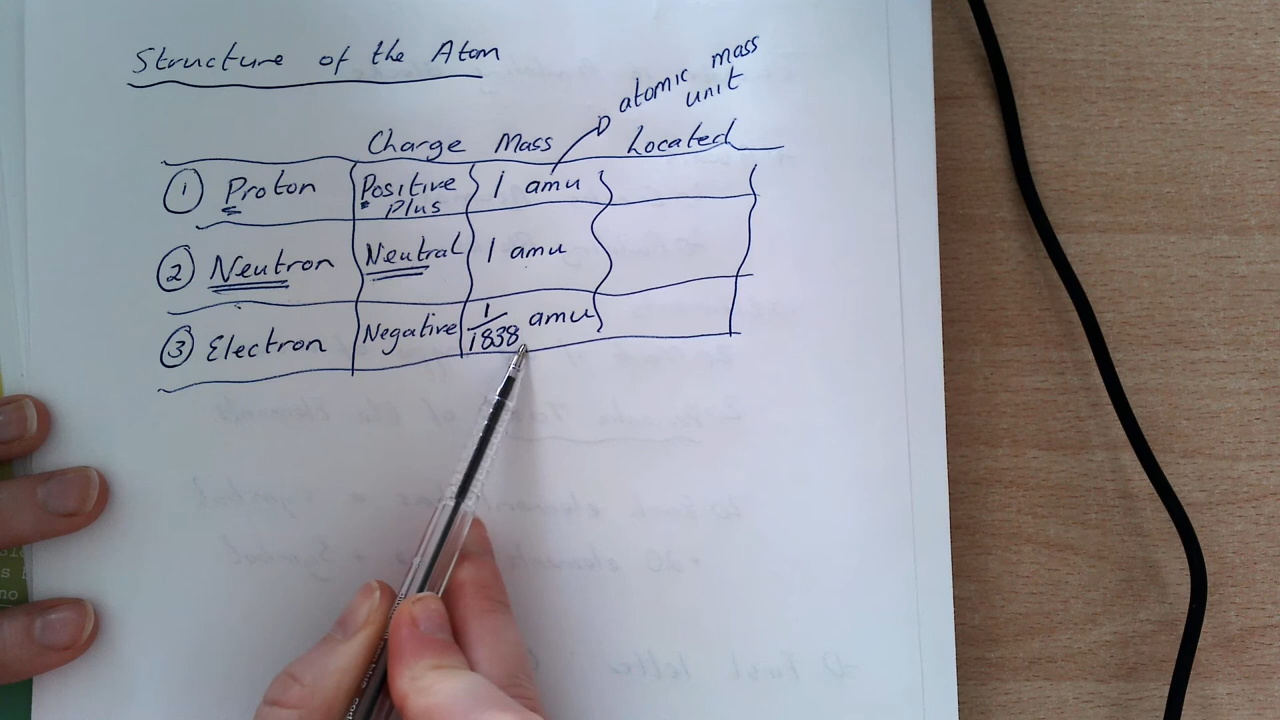 Structure of the Atom
atomic mass
unit
Charge Mass Located
1 Proton Positive 1 amu
Plus
2 Neutron Neutral 1 amu
3 Electron Negative 1/1838 amu